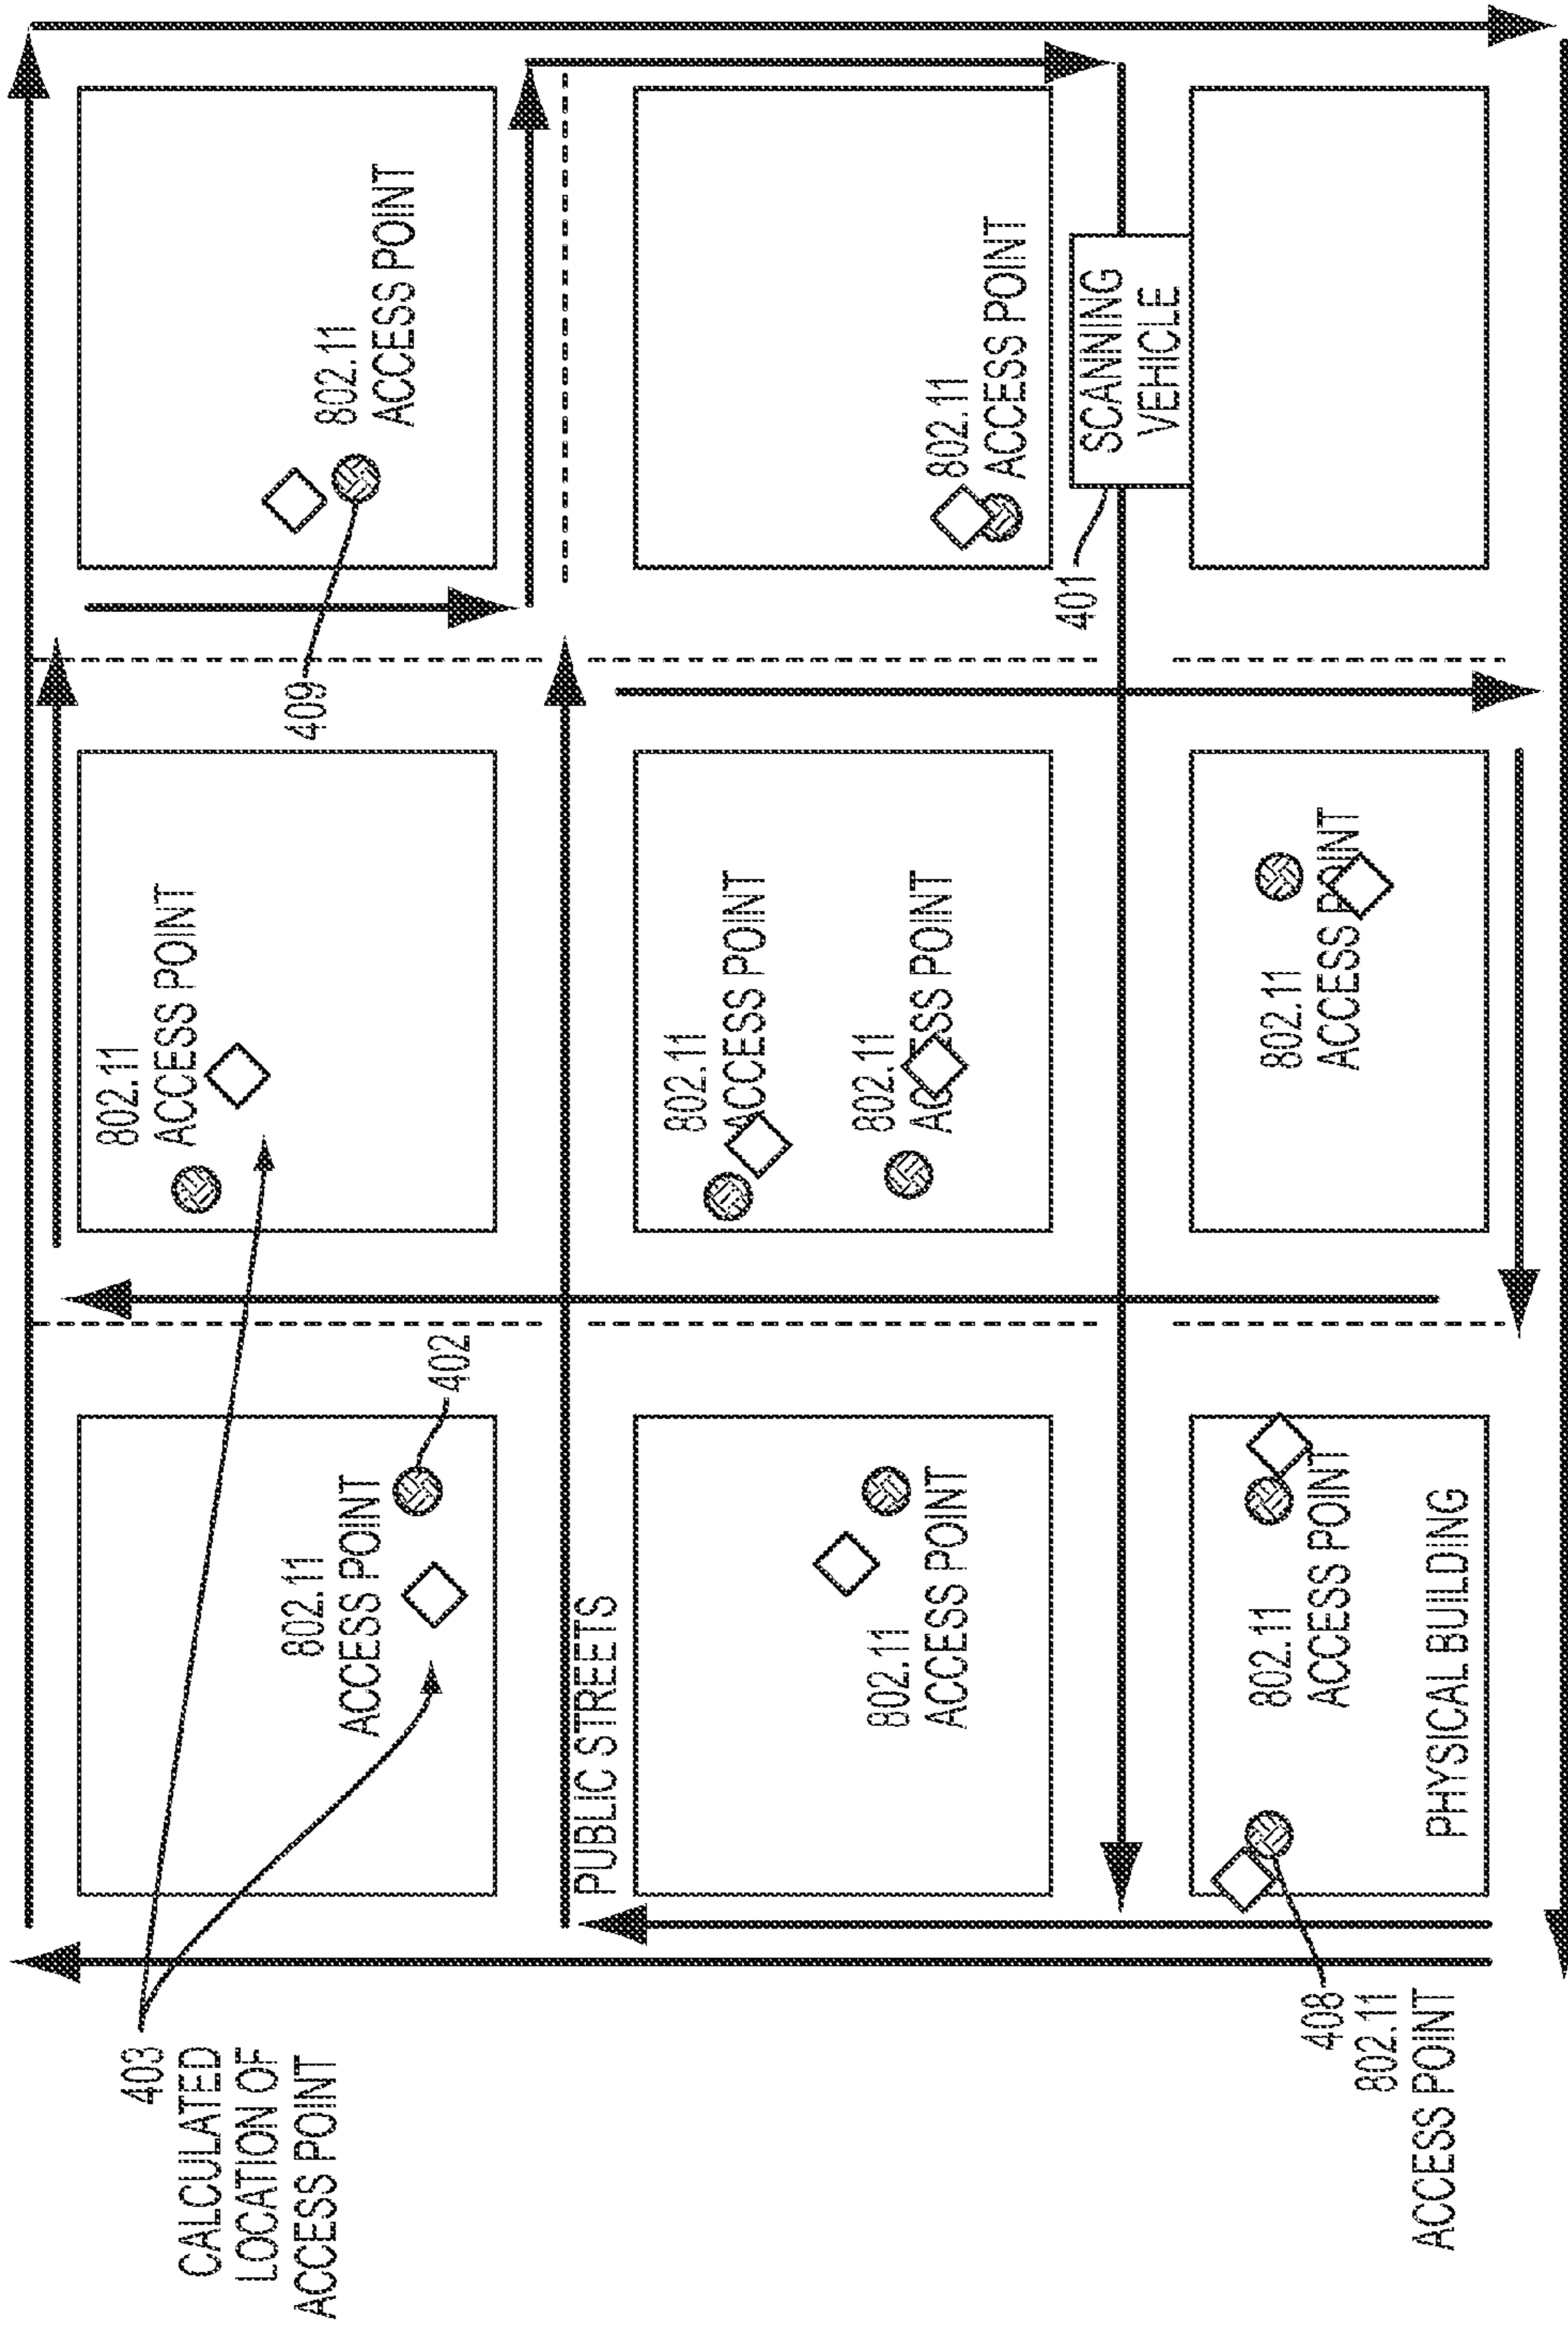 403
CALCULATED
LOCATION OF
ACCESS POINT
802.11
ACCESS POINT
402
802.11
ACCESS POINT
409
802.11
ACCESS POINT
PUBLIC STREETS
802.11
ACCESS POINT
802.11
ACCESS POINT
802.11
ACCESS POINT
802.11
ACCESS POINT
401
SCANNING
VEHICLE
408
802.11
ACCESS POINT
802.11
ACCESS POINT
PHYSICAL BUILDING
802.11
ACCESS POINT